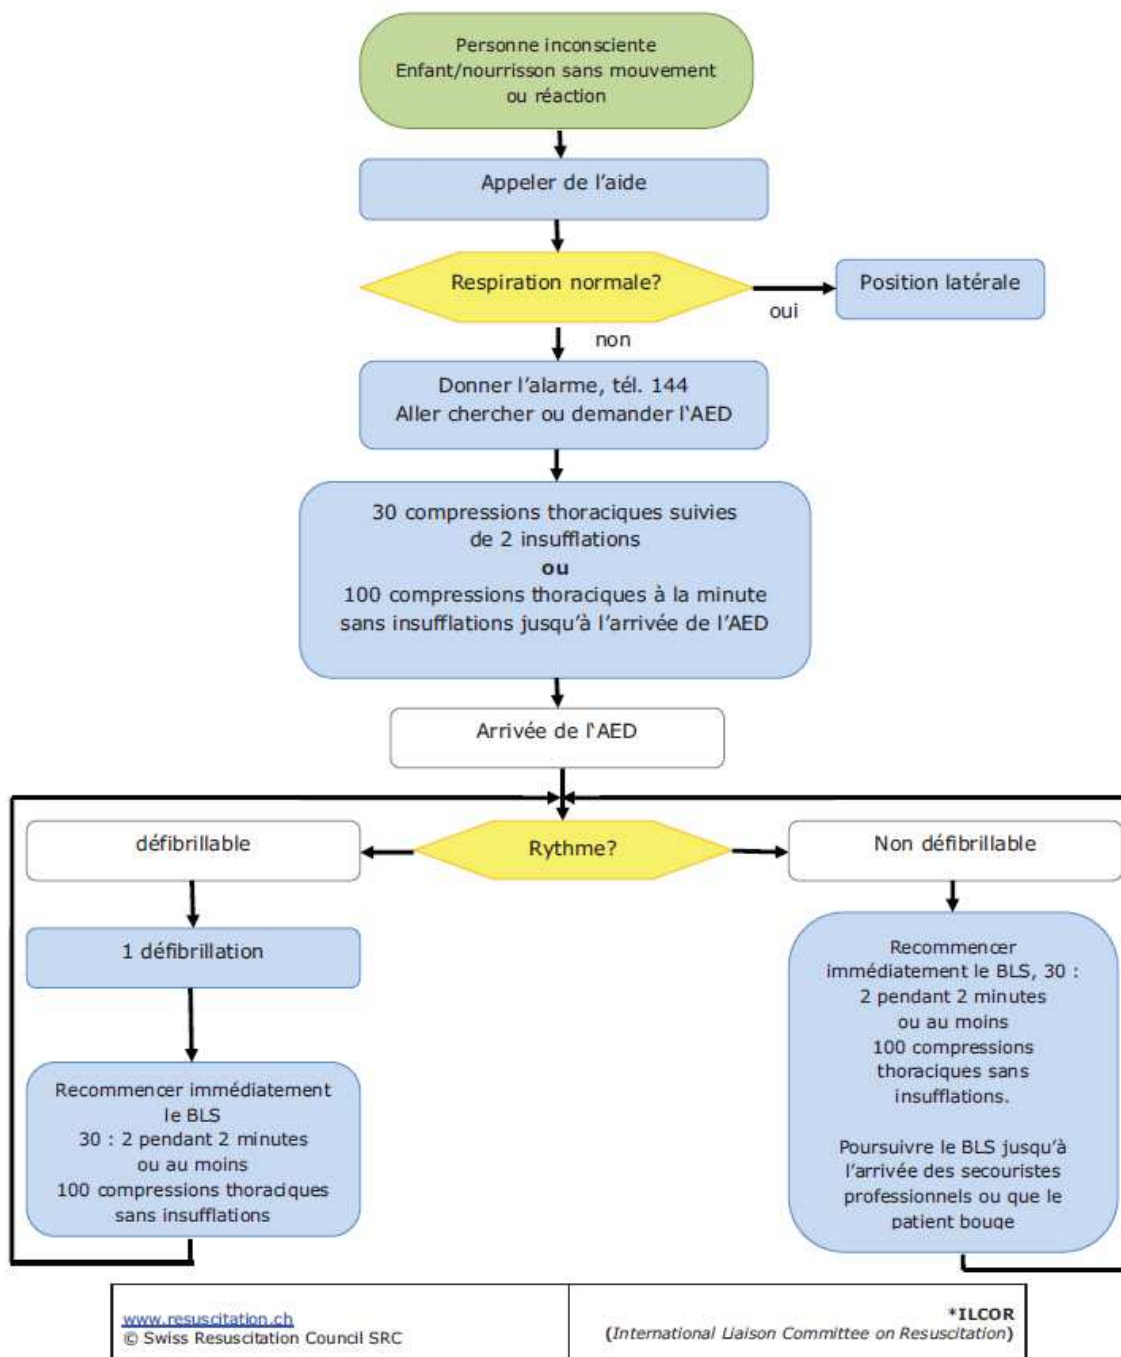 Personne inconsciente
Enfant/nourrisson sans mouvement
ou réaction
Appeler de l'aide
Respiration normale?
oui
Position latérale
non
Donner l'alarme, tél. 144
Aller chercher ou demander l'AED
30 compressions thoraciques suivies
de 2 insufflations
ou
100 compressions thoraciques à la minute
sans insufflations jusqu'à l'arrivée de l'AED
Arrivée de l'AED
Rythme?
défibrillable
1 défibrillation
Recommencer immédiatement
le BLS
30 : 2 pendant 2 minutes
ou au moins
100 compressions thoraciques
sans insufflations
Non défibrillable
Recommencer
immédiatement le BLS, 30 :
2 pendant 2 minutes
ou au moins
100 compressions
thoraciques sans
insufflations.
Poursuivre le BLS jusqu'à
l'arrivée des secouristes
professionnels ou que le
patient bouge
www.resuscitation.ch
© Swiss Resuscitation Council SRC
*ILCOR
(International Liaison Committee on Resuscitation)